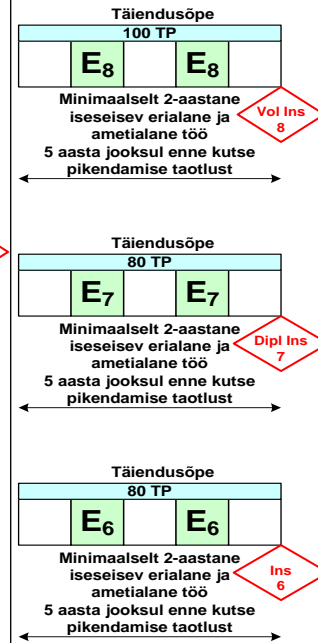 Täiendusõpe
100 TP
E8 E8
Minimaalselt 2-aastane
iseseisev erialane ja
ametialane töö
5 aasta jooksul enne kutse
pikendamise taotlust
Vol Ins
8
Täiendusõpe
80 TP
E7 E7
Minimaalselt 2-aastane
iseseisev erialane ja
ametialane töö
5 aasta jooksul enne kutse
pikendamise taotlust
Dipl Ins
7
Täiendusõpe
80 TP
E6 E6
Minimaalselt 2-aastane
iseseisev erialane ja
ametialane töö
5 aasta jooksul enne kutse
pikendamise taotlust
Ins
6